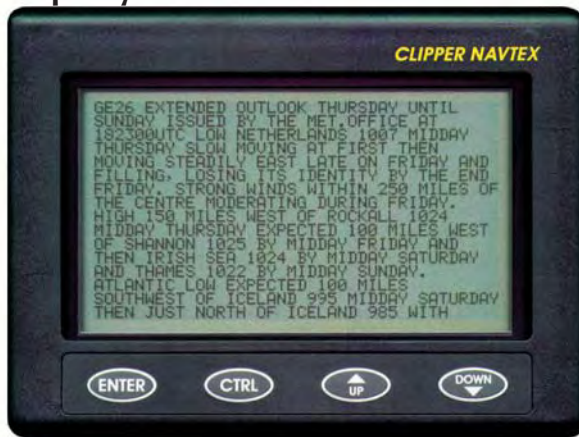 CLIPPER NAVTEX
GE26 EXTENDED OUTLOOK THURSDAY UNTIL
SUNDAY ISSUED BY THE MET.OFFICE AT
182300UTC LOW NETHERLANDS 1007 MIDDAY
THURSDAY SLOW MOVING AT FIRST THEN
MOVING STEADILY EAST LATE ON FRIDAY AND
FILLING, LOSING ITS IDENTITY BY THE END
FRIDAY. STRONG WINDS WITHIN 250 MILES OF
THE CENTRE MODERATING DURING FRIDAY.
HIGH 150 MILES WEST OF ROCKALL 1024
MIDDAY THURSDAY EXPECTED 100 MILES WEST
OF SHANNON 1025 BY MIDDAY FRIDAY AND
THEN IRISH SEA 1024 BY MIDDAY SATURDAY
AND THAMES 1022 BY MIDDAY SUNDAY.
ATLANTIC LOW EXPECTED 100 MILES
SOUTHWEST OF ICELAND 995 MIDDAY SATURDAY
THEN JUST NORTH OF ICELAND 985 WITH
ENTER CTRL UP DOWN